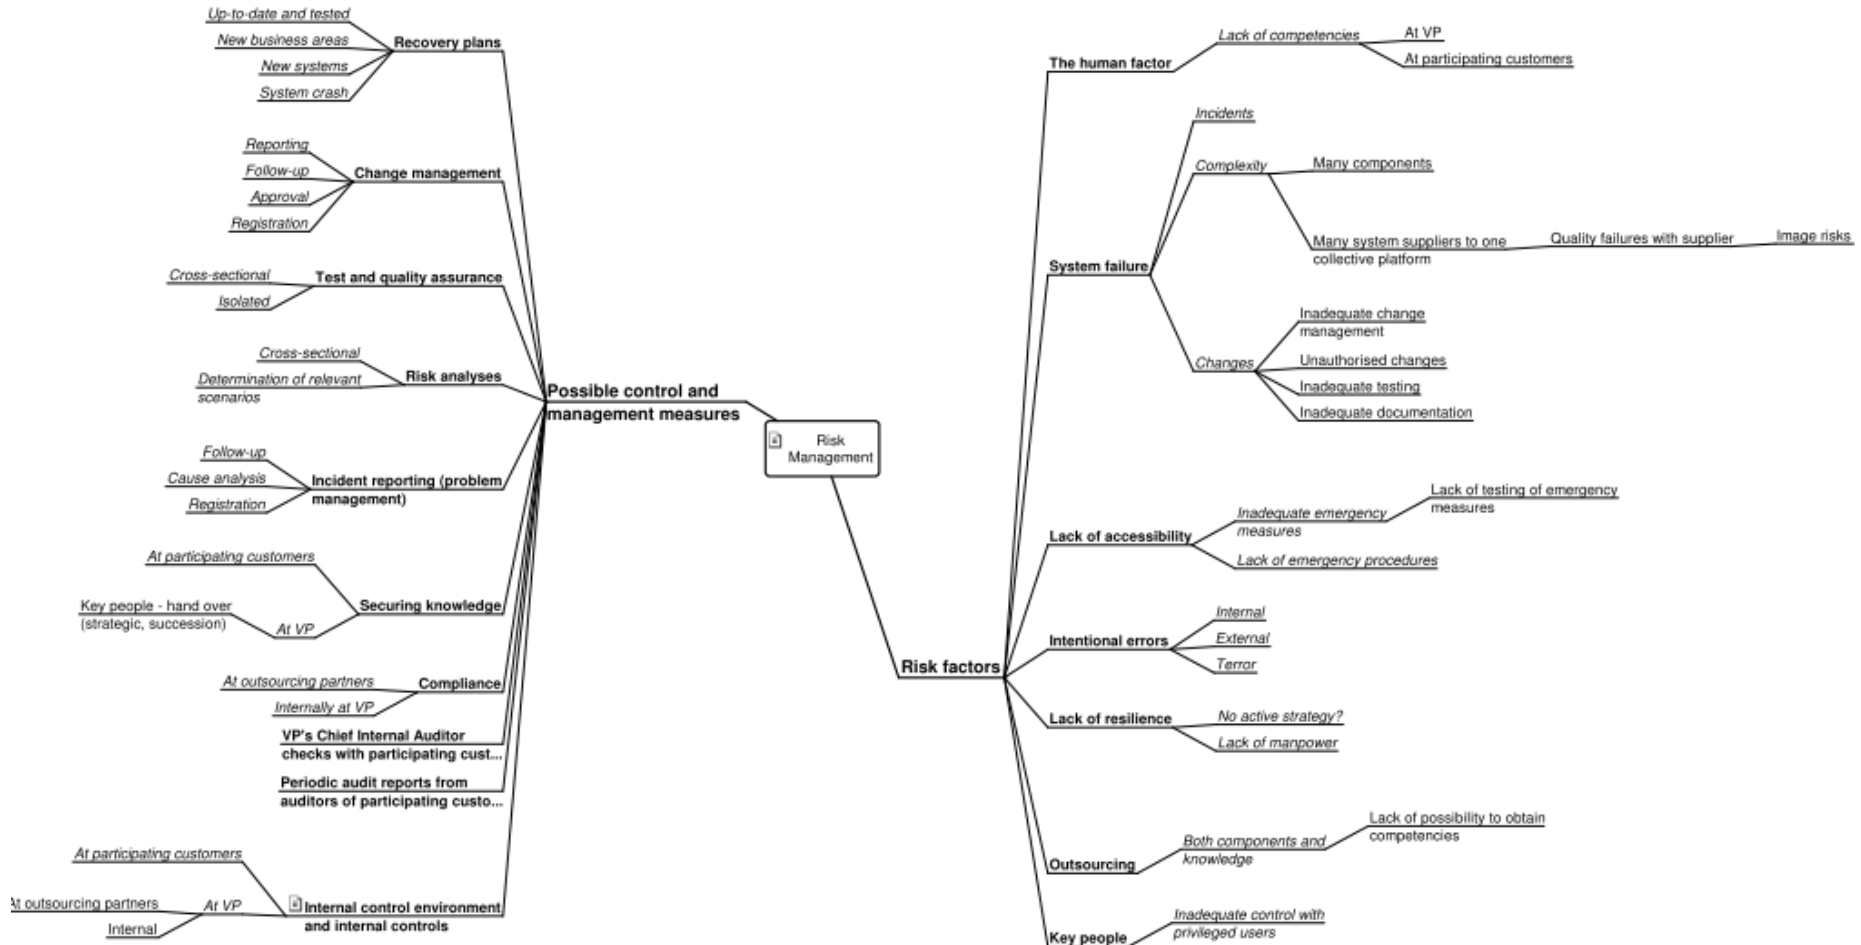 Up-to-date and tested
New business areas
New systems
System crash
Recovery plans
Reporting
Follow-up
Approval
Registration
Change management
Cross-sectional
Isolated
Test and quality assurance
Cross-sectional
Determination of relevant
scenarios
Risk analyses
Follow-up
Cause analysis
Registration
Incident reporting (problem
management)
At participating customers
Key people - hand over
(strategic, succession)
At VP
Securing knowledge
At outsourcing partners
Internally at VP
Compliance
VP's Chief Internal Auditor
checks with participating cust...
Periodic audit reports from
auditors of participating custo...
At participating customers
At outsourcing partners
Internal
At VP
Internal control environment
and internal controls
Possible control and
management measures
Risk
Management
Risk factors
The human factor
Lack of competencies
At VP
At participating customers
System failure
Incidents
Complexity
Many components
Many system suppliers to one
collective platform
Quality failures with supplier
Image risks
Changes
Inadequate change
management
Unauthorised changes
Inadequate testing
Inadequate documentation
Lack of accessibility
Inadequate emergency
measures
Lack of testing of emergency
measures
Lack of emergency procedures
Intentional errors
Internal
External
Terror
Lack of resilience
No active strategy?
Lack of manpower
Outsourcing
Both components and
knowledge
Lack of possibility to obtain
competencies
Key people
Inadequate control with
privileged users